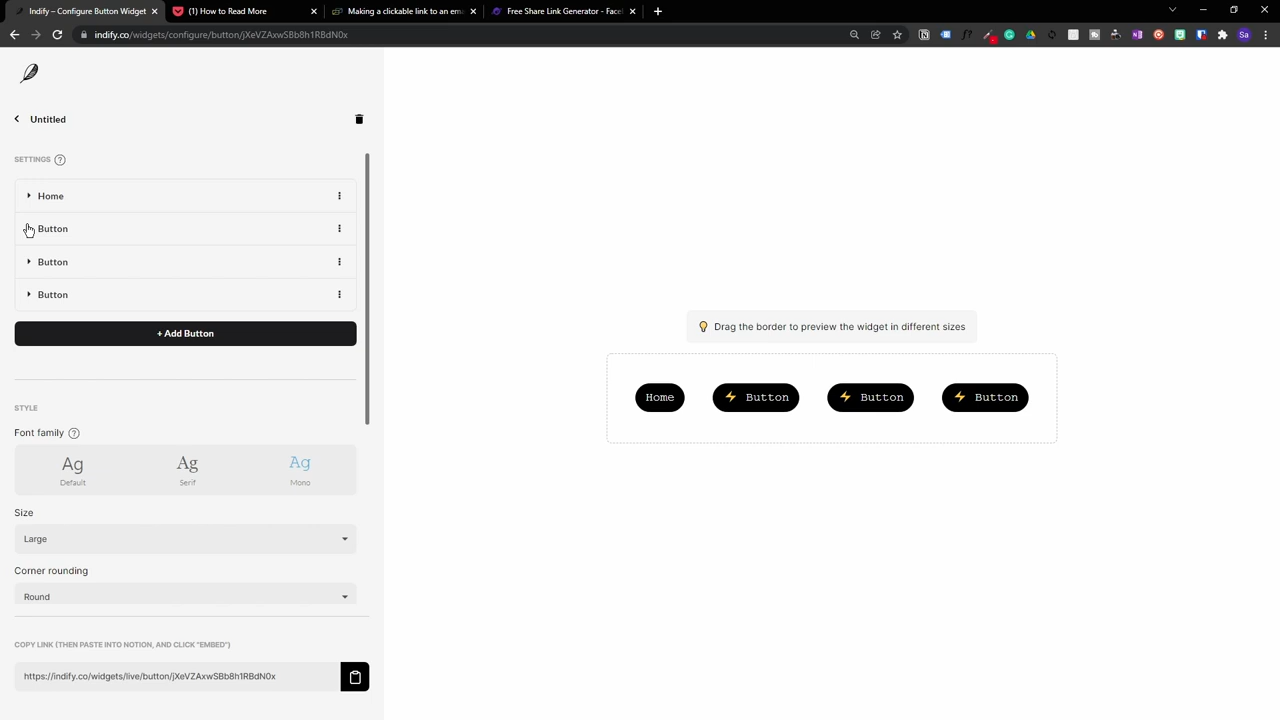 Indify – Configure Button Widget
(1) How to Read More
Making a clickable link to an em
Free Share Link Generator - Face
indify.co/widgets/configure/button/jXeVZAxwSBb8h1RBdN0x
Sa
Untitled
SETTINGS ?
Home
Button
Button
Button
+ Add Button
STYLE
Font family ?
Ag Ag Ag
Default Serif Mono
Size
Large
Corner rounding
Round
COPY LINK (THEN PASTE INTO NOTION, AND CLICK "EMBED")
https://indify.co/widgets/live/button/jXeVZAxwSBb8h1RBdN0x
Drag the border to preview the widget in different sizes
Home Button Button Button